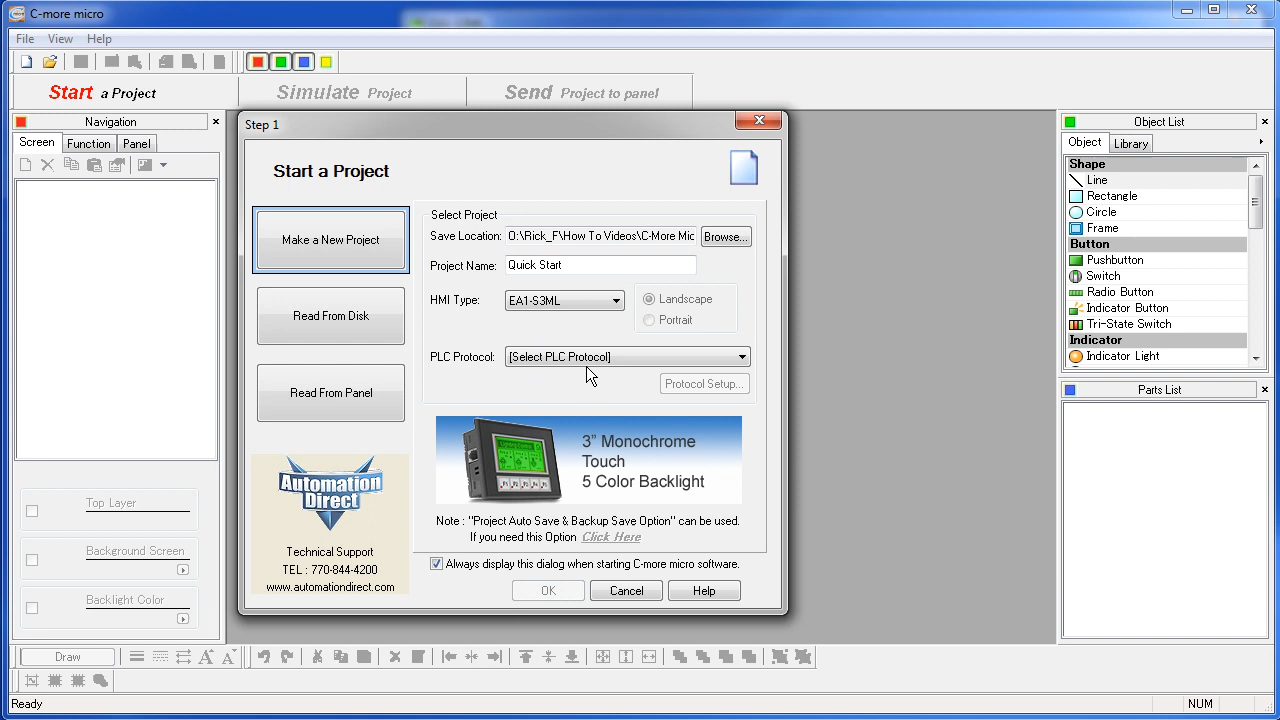 C-more micro
File View Help
Start a Project
Simulate Project
Send Project to panel
Navigation
Screen Function Panel
Top Layer
Background Screen
Backlight Color
Step 1
Start a Project
Make a New Project
Read From Disk
Read From Panel
Automation
Direct
Technical Support
TEL : 770-844-4200
www.automationdirect.com
Select Project
Save Location: O:\Rick_F\How To Videos\C-More Mic Browse...
Project Name: Quick Start
HMI Type: EA1-S3ML Landscape
Portrait
PLC Protocol: [Select PLC Protocol]
Protocol Setup...
3” Monochrome
Touch
5 Color Backlight
Note : "Project Auto Save & Backup Save Option" can be used.
If you need this Option Click Here
Always display this dialog when starting C-more micro software.
OK Cancel Help
Object List
Object Library
Shape
Line
Rectangle
Circle
Frame
Button
Pushbutton
Switch
Radio Button
Indicator Button
Tri-State Switch
Indicator
Indicator Light
Parts List
Draw
Ready NUM